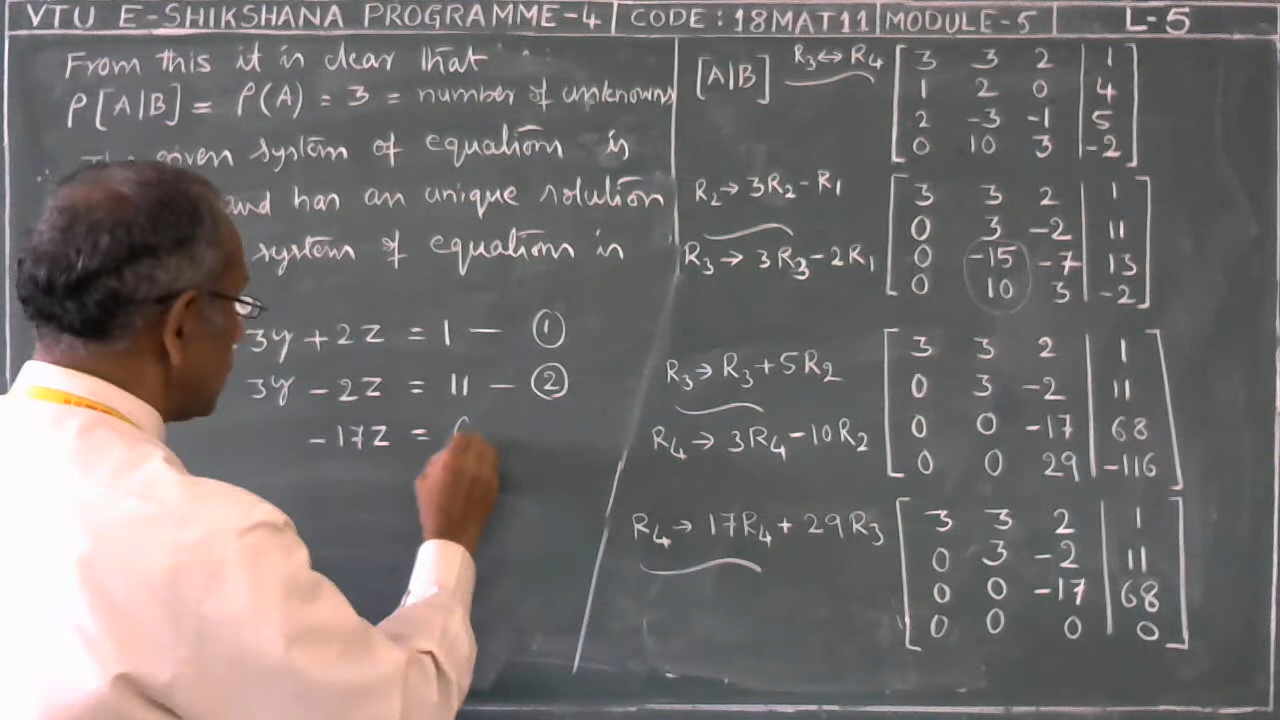 VTU E-SHIKSHANA PROGRAMME-4 | CODE: 18MAT11 | MODULE-5 | L-5
From this it is clear that
ρ[A|B] = ρ(A) = 3 = number of unknowns
given system of equations is
and has an unique solution
system of equations is
3y + 2z = 1 — ①
3y - 2z = 11 — ②
-17z =
[A|B] R3↔R4 [ 3 3 2 | 1
1 2 0 | 4
2 -3 -1 | 5
0 10 3 | -2 ]
R2→3R2-R1
R3→3R3-2R1
[ 3 3 2 | 1
0 3 -2 | 11
0 -15 -7 | 13
0 10 3 | -2 ]
R3→R3+5R2
R4→3R4-10R2
[ 3 3 2 | 1
0 3 -2 | 11
0 0 -17 | 68
0 0 29 | -116 ]
R4→17R4+29R3 [ 3 3 2 | 1
0 3 -2 | 11
0 0 -17 | 68
0 0 0 | 0 ]